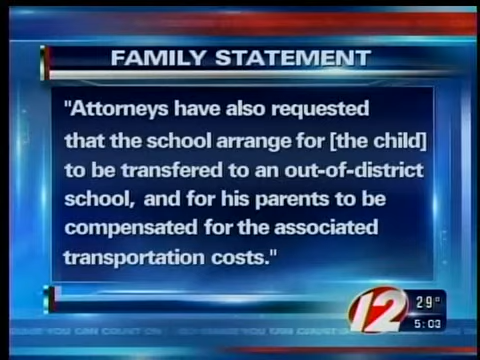 FAMILY STATEMENT
"Attorneys have also requested
that the school arrange for [the child]
to be transfered to an out-of-district
school, and for his parents to be
compensated for the associated
transportation costs."
12
29°
5:03